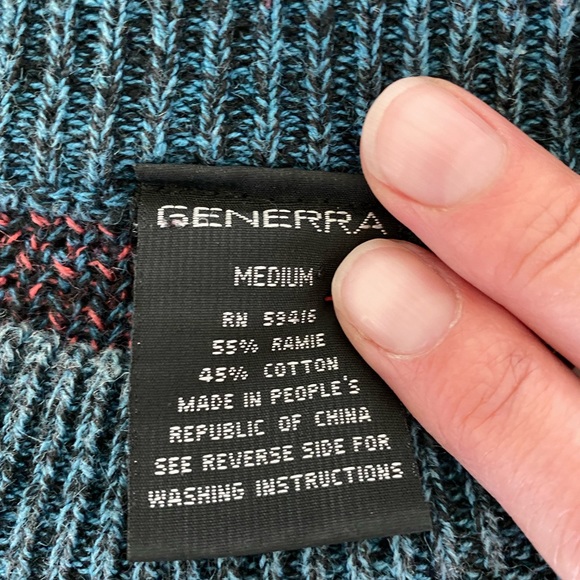 GENERRA
MEDIUM
RN 59416
55% RAMIE
45% COTTON
MADE IN PEOPLE'S
REPUBLIC OF CHINA
SEE REVERSE SIDE FOR
WASHING INSTRUCTIONS